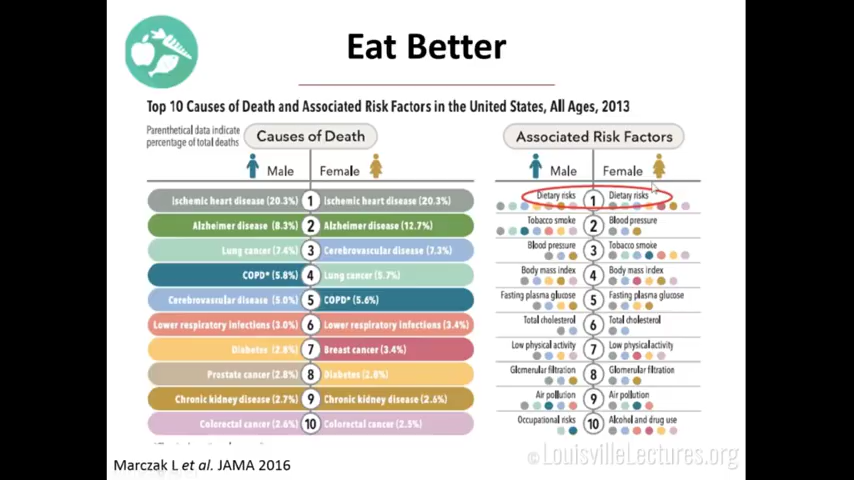 Eat Better
Top 10 Causes of Death and Associated Risk Factors in the United States, All Ages, 2013
Parenthetical data indicate
percentage of total deaths
Causes of Death
Associated Risk Factors
Male Female
Male Female
Ischemic heart disease (20.3%) 1 Ischemic heart disease (20.3%)
Dietary risks 1 Dietary risks
Alzheimer disease (8.3%) 2 Alzheimer disease (12.7%)
Tobacco smoke 2 Blood pressure
Lung cancer (7.4%) 3 Cerebrovascular disease (7.3%)
Blood pressure 3 Tobacco smoke
COPD* (5.8%) 4 Lung cancer (5.7%)
Body mass index 4 Body mass index
Cerebrovascular disease (5.0%) 5 COPD* (5.6%)
Fasting plasma glucose 5 Fasting plasma glucose
Lower respiratory infections (3.0%) 6 Lower respiratory infections (3.4%)
Total cholesterol 6 Total cholesterol
Diabetes (2.8%) 7 Breast cancer (3.4%)
Low physical activity 7 Low physical activity
Prostate cancer (2.8%) 8 Diabetes (2.8%)
Glomerular filtration 8 Glomerular filtration
Chronic kidney disease (2.7%) 9 Chronic kidney disease (2.6%)
Air pollution 9 Air pollution
Colorectal cancer (2.6%) 10 Colorectal cancer (2.5%)
Occupational risks 10 Alcohol and drug use
Marczak L et al. JAMA 2016
©LouisvilleLectures.org